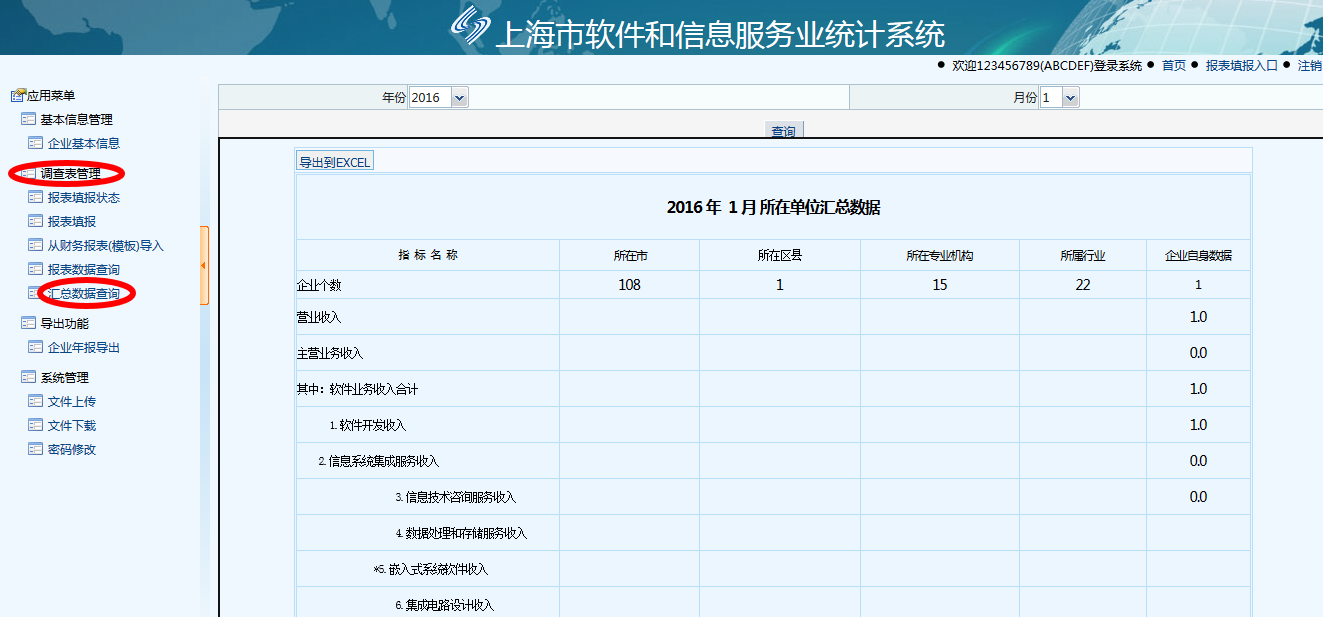 上海市软件和信息服务业统计系统
● 欢迎123456789(ABCDEF)登录系统 ● 首页 ● 报表填报入口 ● 注销
应用菜单
基本信息管理
企业基本信息
调查表管理
报表填报状态
报表填报
从财务报表(模板)导入
报表数据查询
汇总数据查询
导出功能
企业年报导出
系统管理
文件上传
文件下载
密码修改
年份 2016 月份 1
查询
导出到EXCEL
2016 年 1 月 所在单位汇总数据
指 标 名 称 所在市 所在区县 所在专业机构 所属行业 企业自身数据
企业个数 108 1 15 22 1
营业收入 1.0
主营业务收入 0.0
其中：软件业务收入合计 1.0
1. 软件开发收入 1.0
2. 信息系统集成服务收入 0.0
3. 信息技术咨询服务收入 0.0
4. 数据处理和存储服务收入
*5. 嵌入式系统软件收入
6. 集成电路设计收入